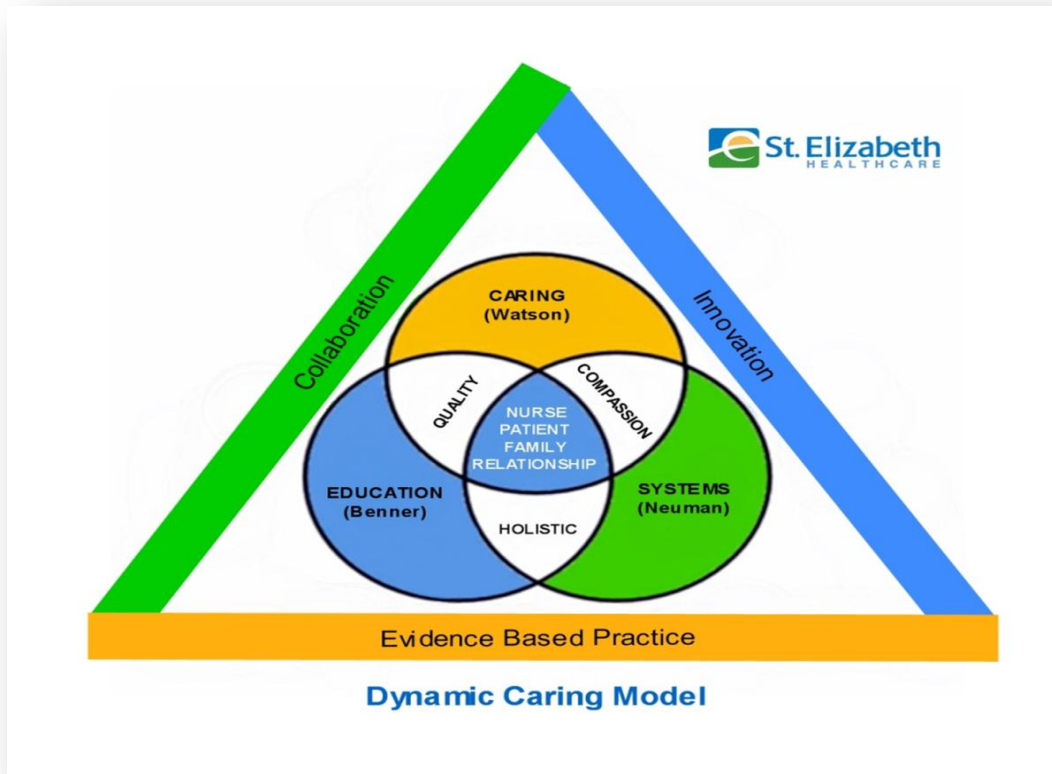 St. Elizabeth
HEALTHCARE
Collaboration
Innovation
CARING
(Watson)
QUALITY
COMPASSION
NURSE
PATIENT
FAMILY
RELATIONSHIP
EDUCATION
(Benner)
SYSTEMS
(Neuman)
HOLISTIC
Evidence Based Practice
Dynamic Caring Model